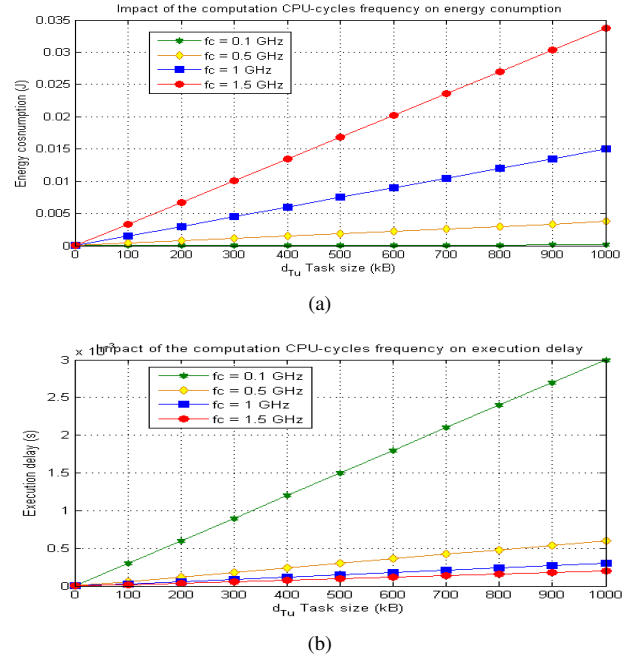 Impact of the computation CPU-cycles frequency on energy conumption
0.035
0.03
0.025
0.02
0.015
0.01
0.005
0
Energy cosnumption (J)
fc = 0.1 GHz
fc = 0.5 GHz
fc = 1 GHz
fc = 1.5 GHz
0 100 200 300 400 500 600 700 800 900 1000
d_Tu Task size (kB)
(a)
x 10^-3
Impact of the computation CPU-cycles frequency on execution delay
3
2.5
2
1.5
1
0.5
0
Execution delay (s)
fc = 0.1 GHz
fc = 0.5 GHz
fc = 1 GHz
fc = 1.5 GHz
0 100 200 300 400 500 600 700 800 900 1000
d_Tu Task size (kB)
(b)